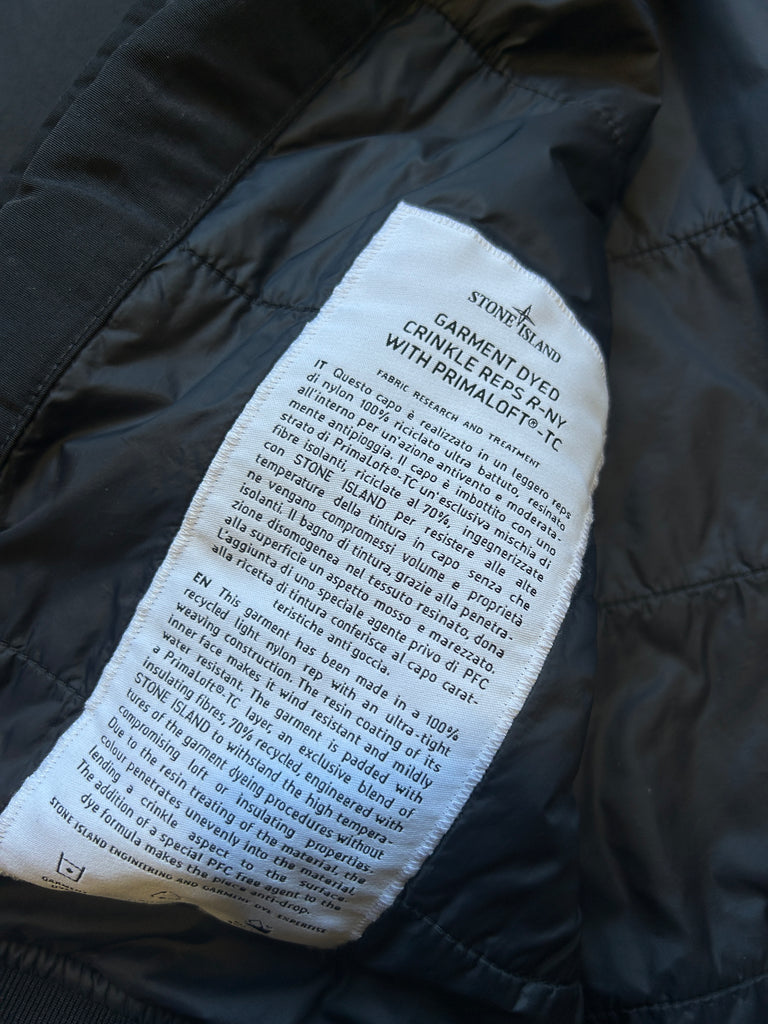 STONE ISLAND
GARMENT DYED
CRINKLE REPS R-NY
WITH PRIMALOFT®-TC
FABRIC RESEARCH AND TREATMENT
IT Questo capo è realizzato in un leggero reps
di nylon 100% riciclato ultra battuto, resinato
all'interno per un'azione antivento e moderata-
mente antipioggia. Il capo è imbottito con uno
strato di PrimaLoft®-TC un'esclusiva mischia di
fibre isolanti, riciclate al 70%, ingegnerizzate
con STONE ISLAND per resistere alle alte
temperature della tintura in capo senza che
ne vengano compromessi volume e proprietà
isolanti. Il bagno di tintura, grazie alla penetra-
zione disomogenea nel tessuto resinato, dona
alla superficie un aspetto mosso e marezzato.
L'aggiunta di uno speciale agente privo di PFC
alla ricetta di tintura conferisce al capo carat-
teristiche anti goccia.
EN This garment has been made in a 100%
recycled light nylon rep with an ultra-tight
weaving construction. The resin coating of its
inner face makes it wind resistant and mildly
water resistant. The garment is padded with
a PrimaLoft®-TC layer, an exclusive blend of
insulating fibres, 70% recycled, engineered with
STONE ISLAND to withstand the high tempera-
tures of the garment dyeing procedures without
compromising loft or insulating properties.
Due to the resin treating of the material, the
colour penetrates unevenly into the material,
lending a crinkle aspect to the surface.
The addition of a special PFC free agent to the
dye formula makes the piece anti-drop.
STONE ISLAND ENGINEERING AND GARMENT DYE EXPERTISE
GARMENT